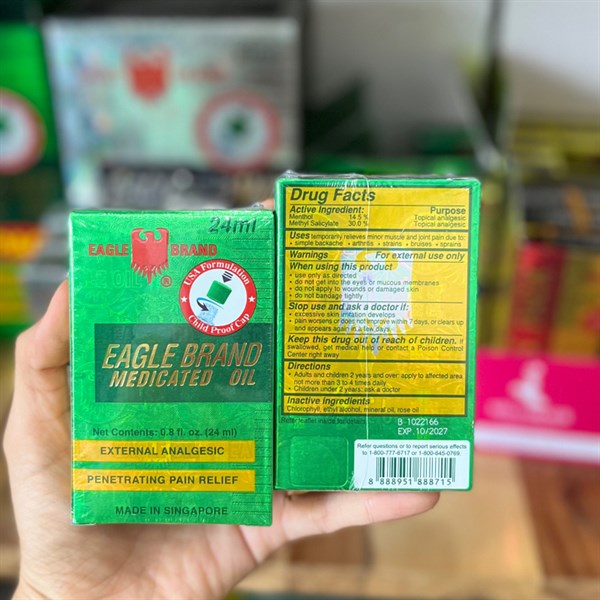 24ml
EAGLE BRAND
®
USA Formulation
Child Proof Cap
EAGLE BRAND
MEDICATED OIL
Net Contents: 0.8 fl. oz. (24 ml)
EXTERNAL ANALGESIC
PENETRATING PAIN RELIEF
MADE IN SINGAPORE
Drug Facts
Active Ingredient: Purpose
Menthol 14.5 % Topical analgesic
Methyl Salicylate 30.0 % Topical analgesic
Uses temporarily relieves minor muscle and joint pain due to:
• simple backache • arthritis • strains • bruises • sprains
Warnings For external use only
When using this product
• use only as directed
• do not get into the eyes or mucous membranes
• do not apply to wounds or damaged skin
• do not bandage tightly
Stop use and ask a doctor if:
• excessive skin irritation develops
• pain worsens or does not improve within 7 days, or clears up
and appears again
Keep this drug out of reach of children. If
swallowed, get medical help or contact a Poison Control
Center right away
Directions
• Adults and children 2 years and over: apply to affected area
not more than 3 to 4 times daily
• Children under 2 years: ask a doctor
Inactive Ingredients
Chlorophyll, ethyl alcohol, mineral oil, rose oil
B 1022166
EXP 10/2027
Refer questions or to report serious effects
to 1-800-777-6717 or 1-800-645-0769.
8 888951 888715